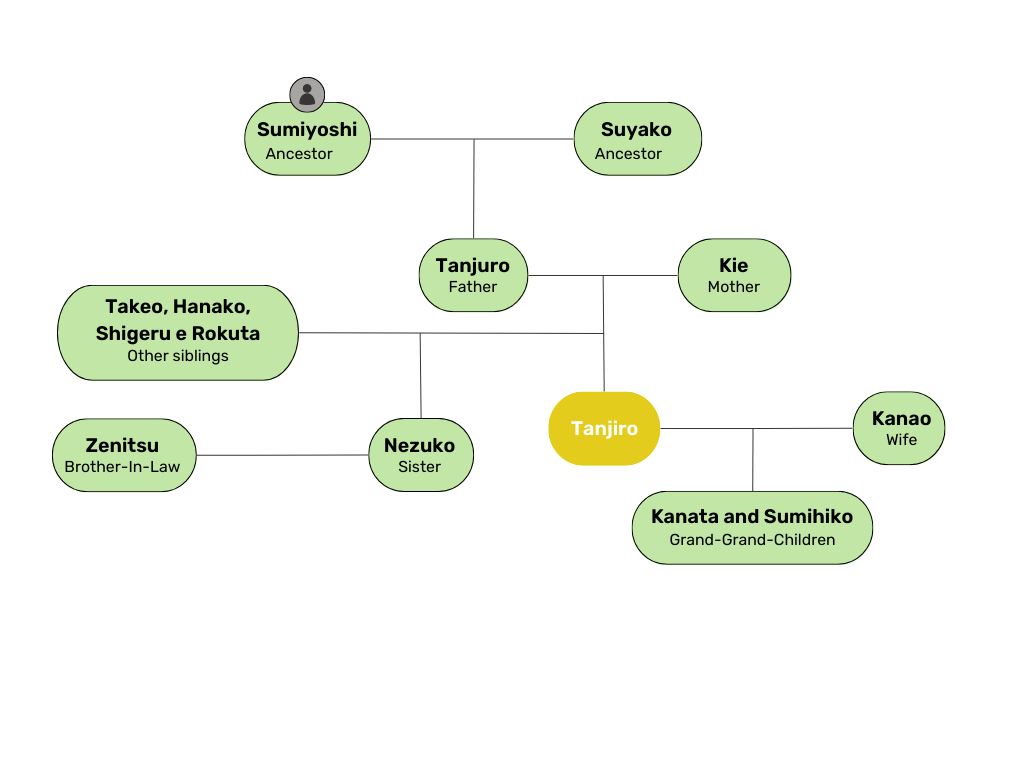 Sumiyoshi
Ancestor
Suyako
Ancestor
Tanjuro
Father
Kie
Mother
Takeo, Hanako,
Shigeru e Rokuta
Other siblings
Zenitsu
Brother-In-Law
Nezuko
Sister
Tanjiro
Kanao
Wife
Kanata and Sumihiko
Grand-Grand-Children